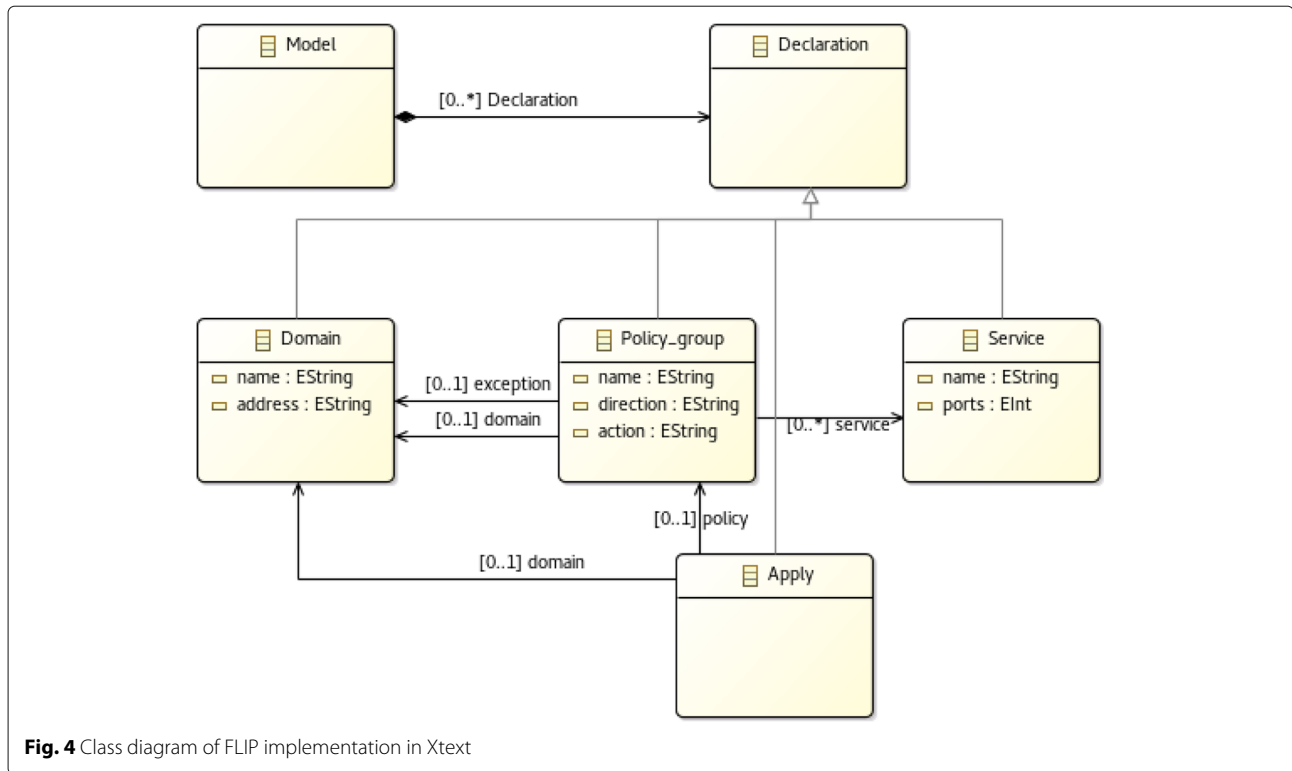 Model
Declaration
[0..*] Declaration
Domain
name : EString
address : EString
Policy_group
name : EString
direction : EString
action : EString
Service
name : EString
ports : EInt
[0..1] exception
[0..1] domain
[0..*] service
[0..1] policy
[0..1] domain
Apply
Fig. 4 Class diagram of FLIP implementation in Xtext